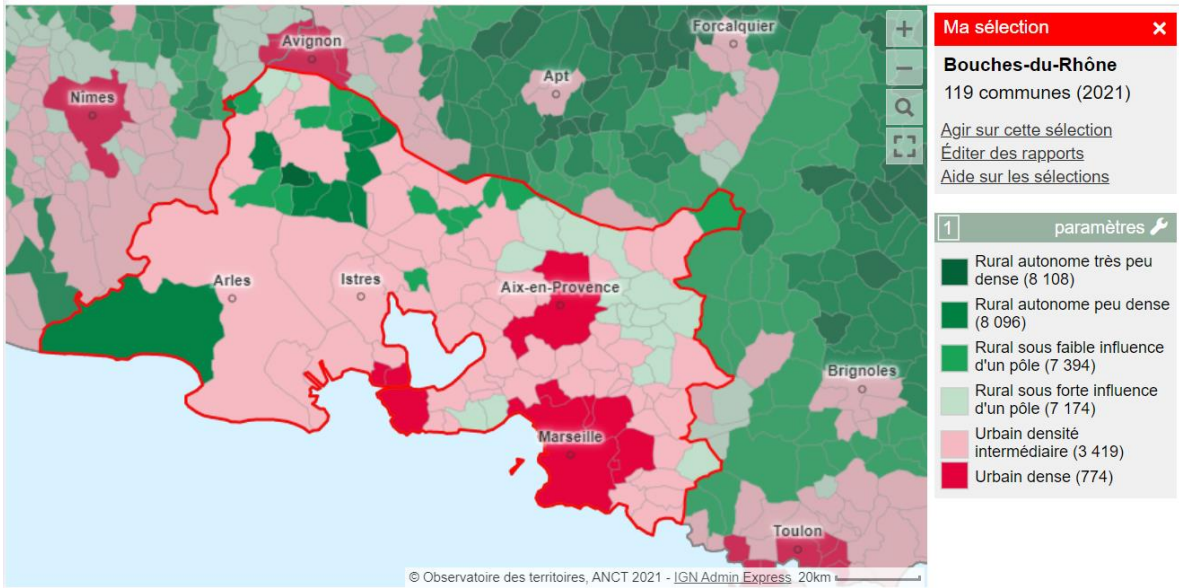 Avignon
Forcalquier
Nîmes
Apt
Arles
Istres
Aix-en-Provence
Brignoles
Marseille
Toulon
© Observatoire des territoires, ANCT 2021 - IGN Admin Express 20km
+
−
Ma sélection ×
Bouches-du-Rhône
119 communes (2021)
Agir sur cette sélection
Éditer des rapports
Aide sur les sélections
1 paramètres
Rural autonome très peu
dense (8 108)
Rural autonome peu dense
(8 096)
Rural sous faible influence
d'un pôle (7 394)
Rural sous forte influence
d'un pôle (7 174)
Urbain densité
intermédiaire (3 419)
Urbain dense (774)